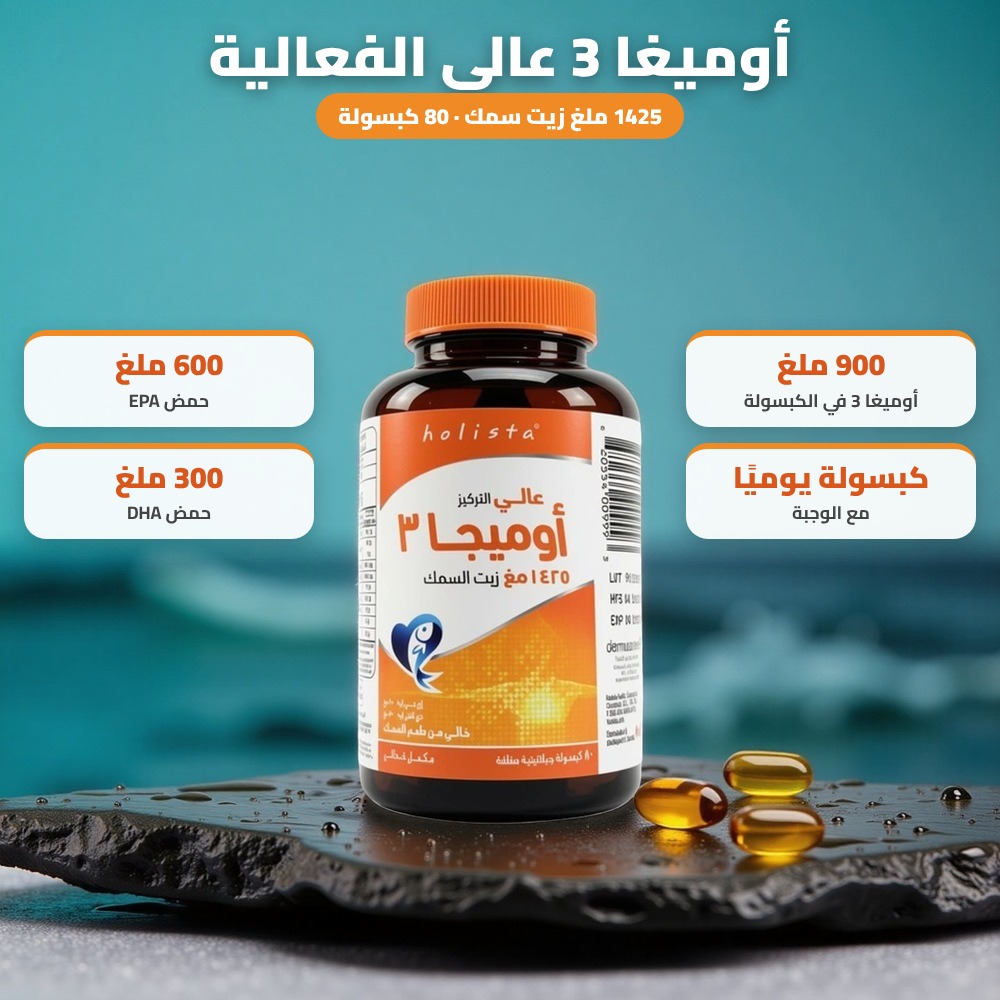 أوميغا 3 عالى الفعالية
1425 ملغ زيت سمك · 80 كبسولة
900 ملغ
أوميغا 3 في الكبسولة
600 ملغ
حمض EPA
كبسولة يوميًا
مع الوجبة
300 ملغ
حمض DHA
holista
عالي التركيز
أوميجا ٣
١٤٢٥ مغ زيت السمك
خالي من طعم السمك
٨٠ كبسولة جيلاتينية مغلفة
مكمل غذائي